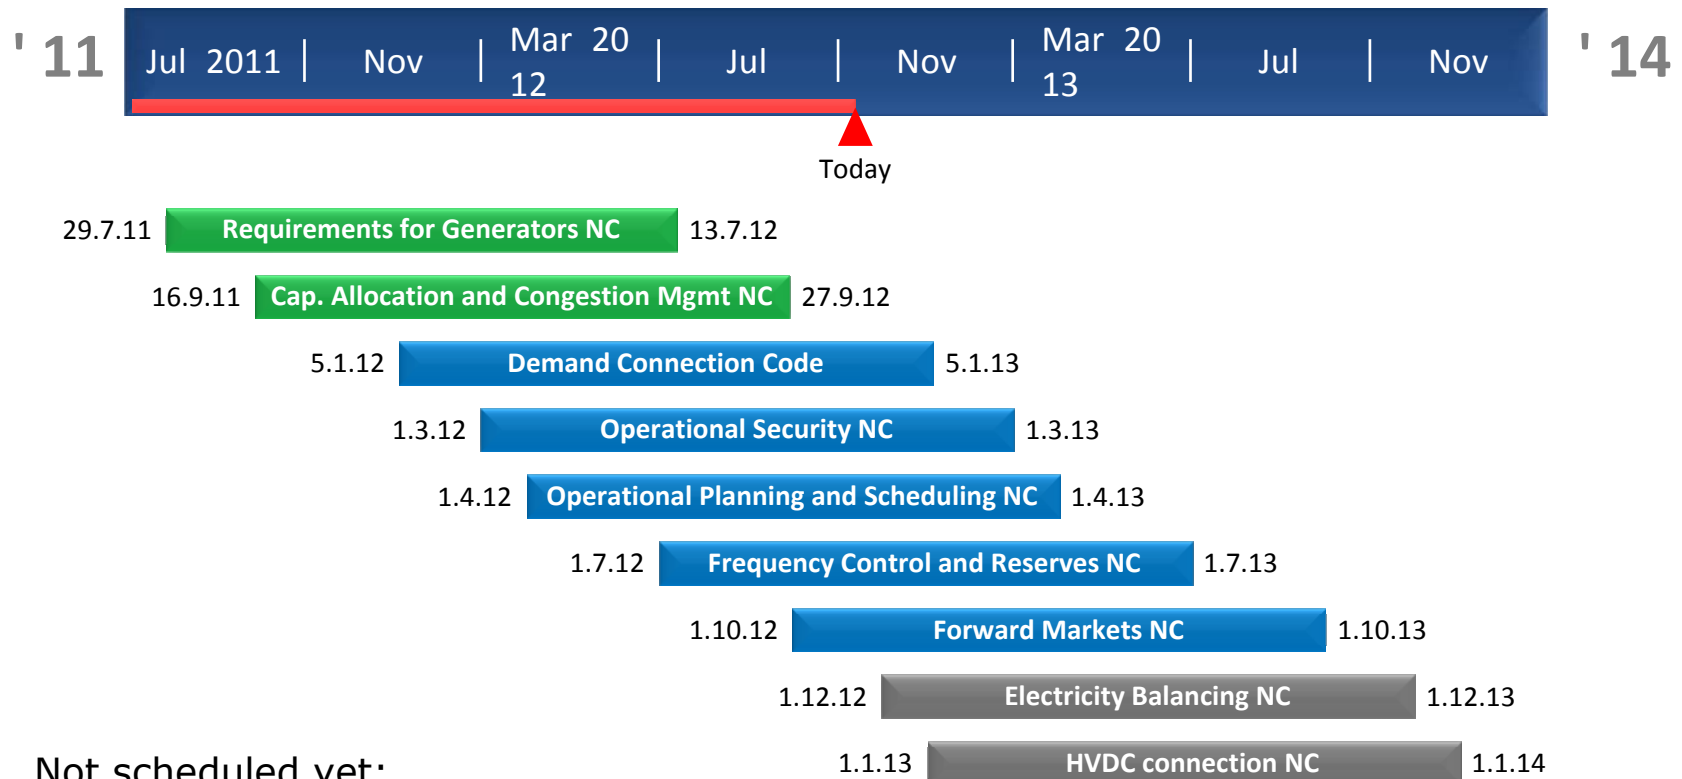 ' 11 Jul 2011 | Nov | Mar 20 12 | Jul | Nov | Mar 20 13 | Jul | Nov ' 14
Today
29.7.11 Requirements for Generators NC 13.7.12
16.9.11 Cap. Allocation and Congestion Mgmt NC 27.9.12
5.1.12 Demand Connection Code 5.1.13
1.3.12 Operational Security NC 1.3.13
1.4.12 Operational Planning and Scheduling NC 1.4.13
1.7.12 Frequency Control and Reserves NC 1.7.13
1.10.12 Forward Markets NC 1.10.13
1.12.12 Electricity Balancing NC 1.12.13
1.1.13 HVDC connection NC 1.1.14
Not scheduled yet: